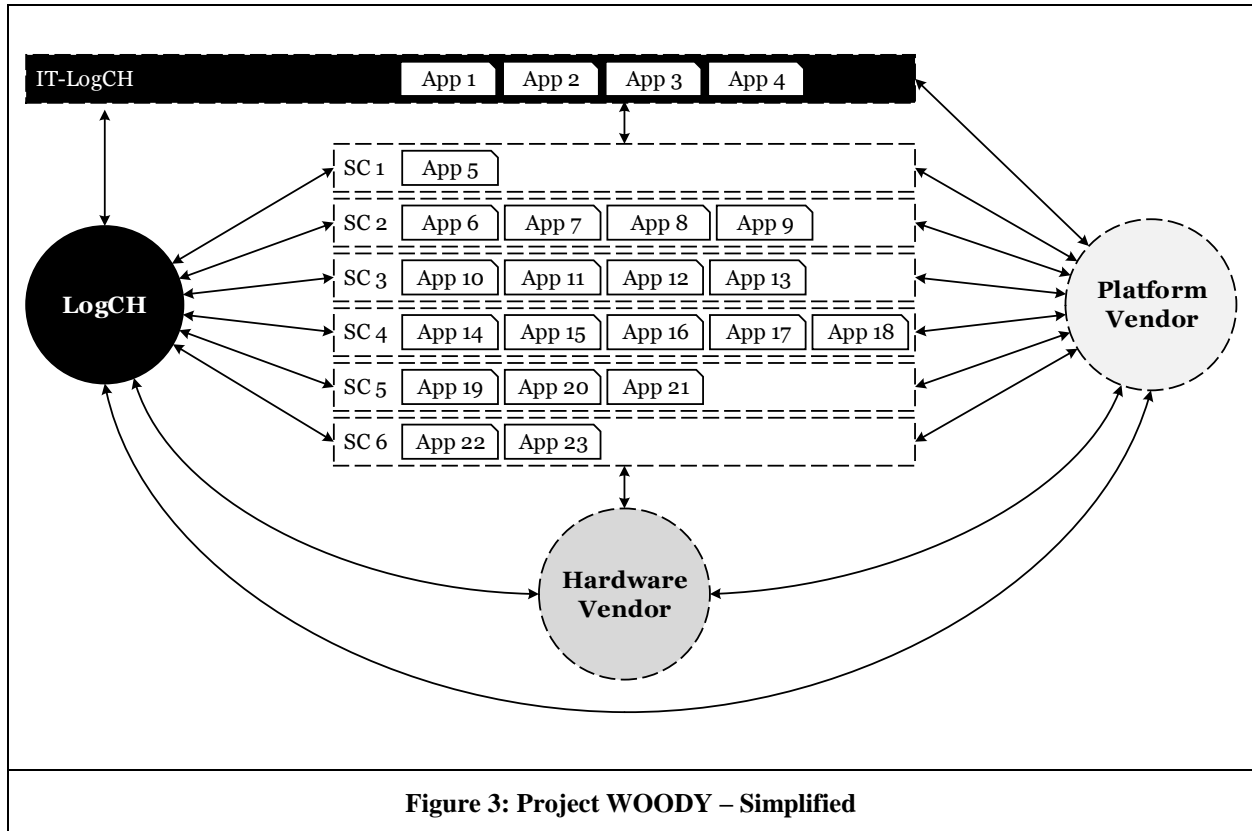 IT-LogCH App 1 App 2 App 3 App 4
SC 1 App 5
SC 2 App 6 App 7 App 8 App 9
SC 3 App 10 App 11 App 12 App 13
SC 4 App 14 App 15 App 16 App 17 App 18
SC 5 App 19 App 20 App 21
SC 6 App 22 App 23
LogCH
Platform
Vendor
Hardware
Vendor
Figure 3: Project WOODY – Simplified